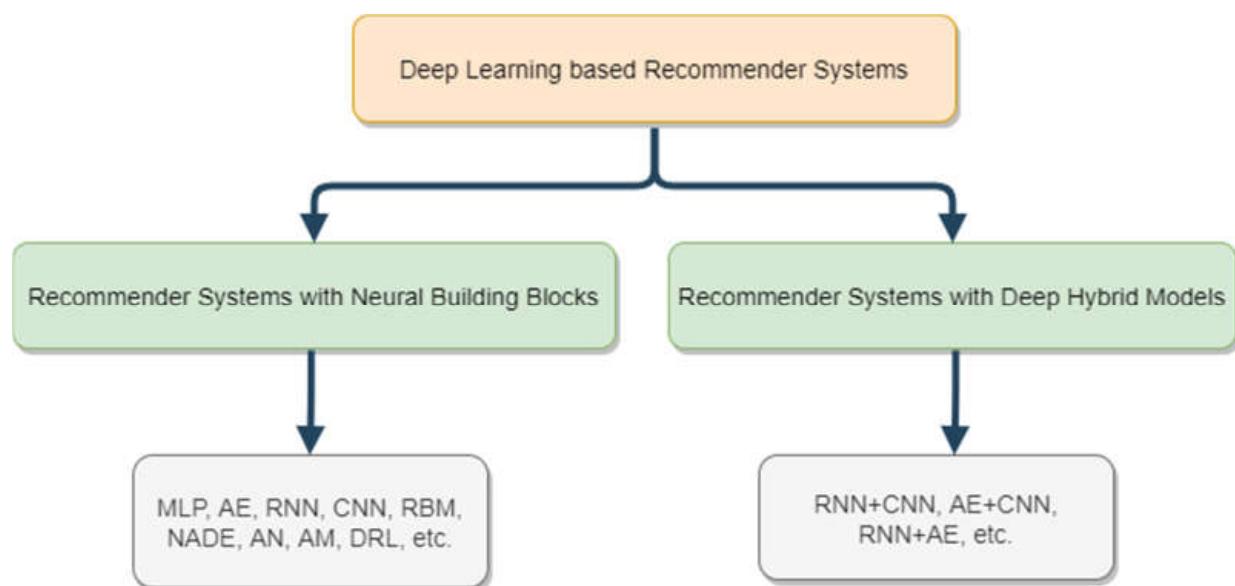 Deep Learning based Recommender Systems
Recommender Systems with Neural Building Blocks
Recommender Systems with Deep Hybrid Models
MLP, AE, RNN, CNN, RBM,
NADE, AN, AM, DRL, etc.
RNN+CNN, AE+CNN,
RNN+AE, etc.